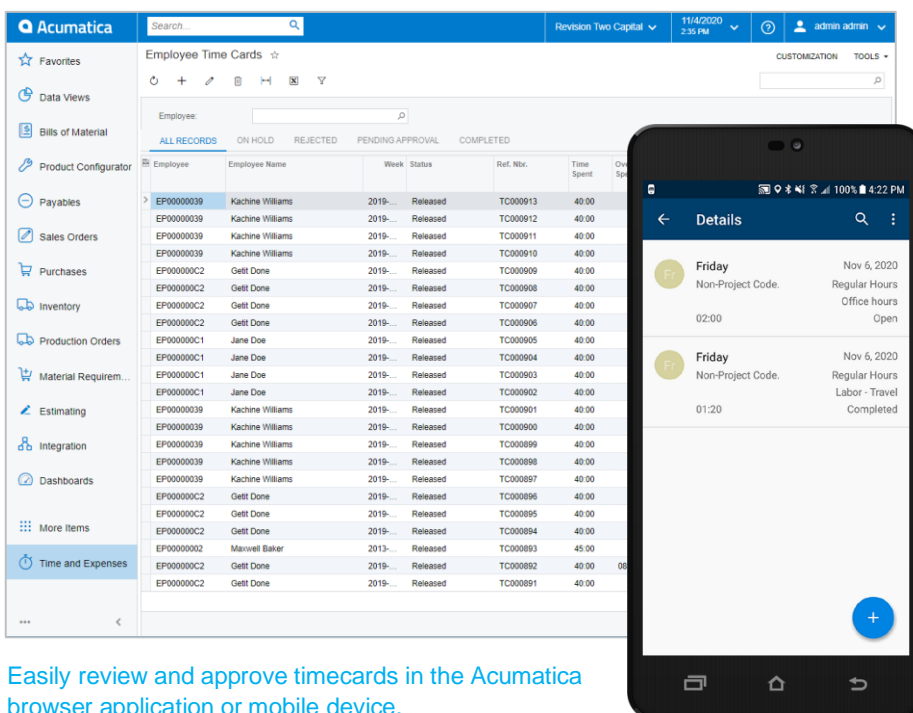 Acumatica
Search...
Revision Two Capital
11/4/2020
2:35 PM
admin admin
Favorites
Data Views
Bills of Material
Product Configurator
Payables
Sales Orders
Purchases
Inventory
Production Orders
Material Requirem...
Estimating
Integration
Dashboards
More Items
Time and Expenses
Employee Time Cards
CUSTOMIZATION TOOLS
Employee:
ALL RECORDS ON HOLD REJECTED PENDING APPROVAL COMPLETED
Employee Employee Name Week Status Ref. Nbr. Time Spent
EP00000039 Kachine Williams 2019-... Released TC000913 40:00
EP00000039 Kachine Williams 2019-... Released TC000912 40:00
EP00000039 Kachine Williams 2019-... Released TC000911 40:00
EP00000039 Kachine Williams 2019-... Released TC000910 40:00
EP000000C2 Getit Done 2019-... Released TC000909 40:00
EP000000C2 Getit Done 2019-... Released TC000908 40:00
EP000000C2 Getit Done 2019-... Released TC000907 40:00
EP000000C2 Getit Done 2019-... Released TC000906 40:00
EP000000C1 Jane Doe 2019-... Released TC000905 40:00
EP000000C1 Jane Doe 2019-... Released TC000904 40:00
EP000000C1 Jane Doe 2019-... Released TC000903 40:00
EP000000C1 Jane Doe 2019-... Released TC000902 40:00
EP00000039 Kachine Williams 2019-... Released TC000901 40:00
EP00000039 Kachine Williams 2019-... Released TC000900 40:00
EP00000039 Kachine Williams 2019-... Released TC000899 40:00
EP00000039 Kachine Williams 2019-... Released TC000898 40:00
EP00000039 Kachine Williams 2019-... Released TC000897 40:00
EP000000C2 Getit Done 2019-... Released TC000896 40:00
EP000000C2 Getit Done 2019-... Released TC000895 40:00
EP000000C2 Getit Done 2019-... Released TC000894 40:00
EP00000002 Maxwell Baker 2013-... Released TC000893 45:00
EP000000C2 Getit Done 2019-... Released TC000892 40:00 08
EP000000C2 Getit Done 2019-... Released TC000891 40:00
100% 4:22 PM
Details
Fr Friday Nov 6, 2020
Non-Project Code. Regular Hours
Office hours
02:00 Open
Fr Friday Nov 6, 2020
Non-Project Code. Regular Hours
Labor - Travel
01:20 Completed
Easily review and approve timecards in the Acumatica
browser application or mobile device.